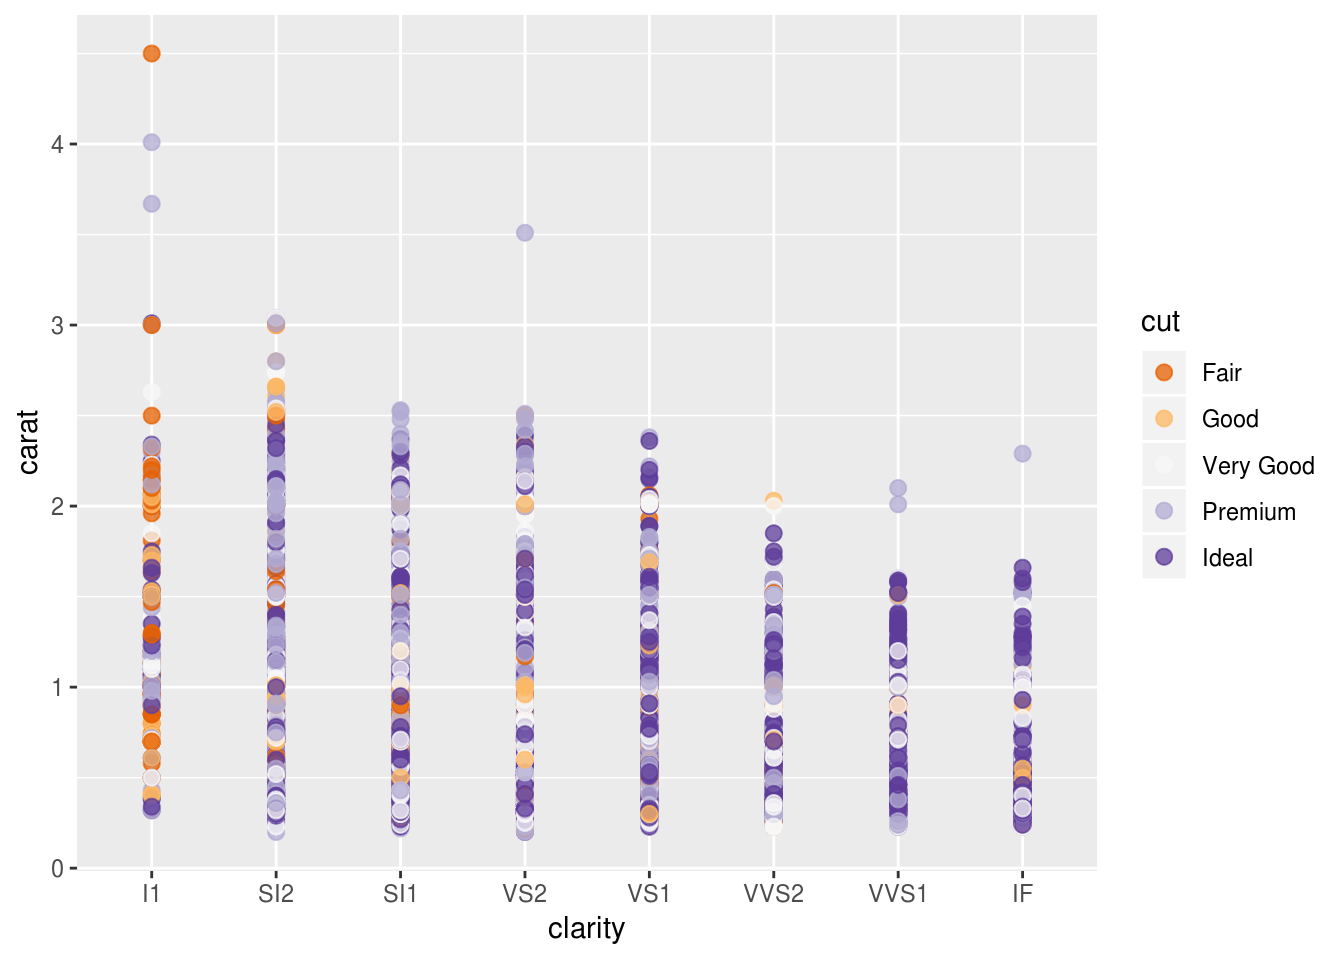 4
3
2
1
0
carat
I1 SI2 SI1 VS2 VS1 VVS2 VVS1 IF
clarity
cut
Fair
Good
Very Good
Premium
Ideal